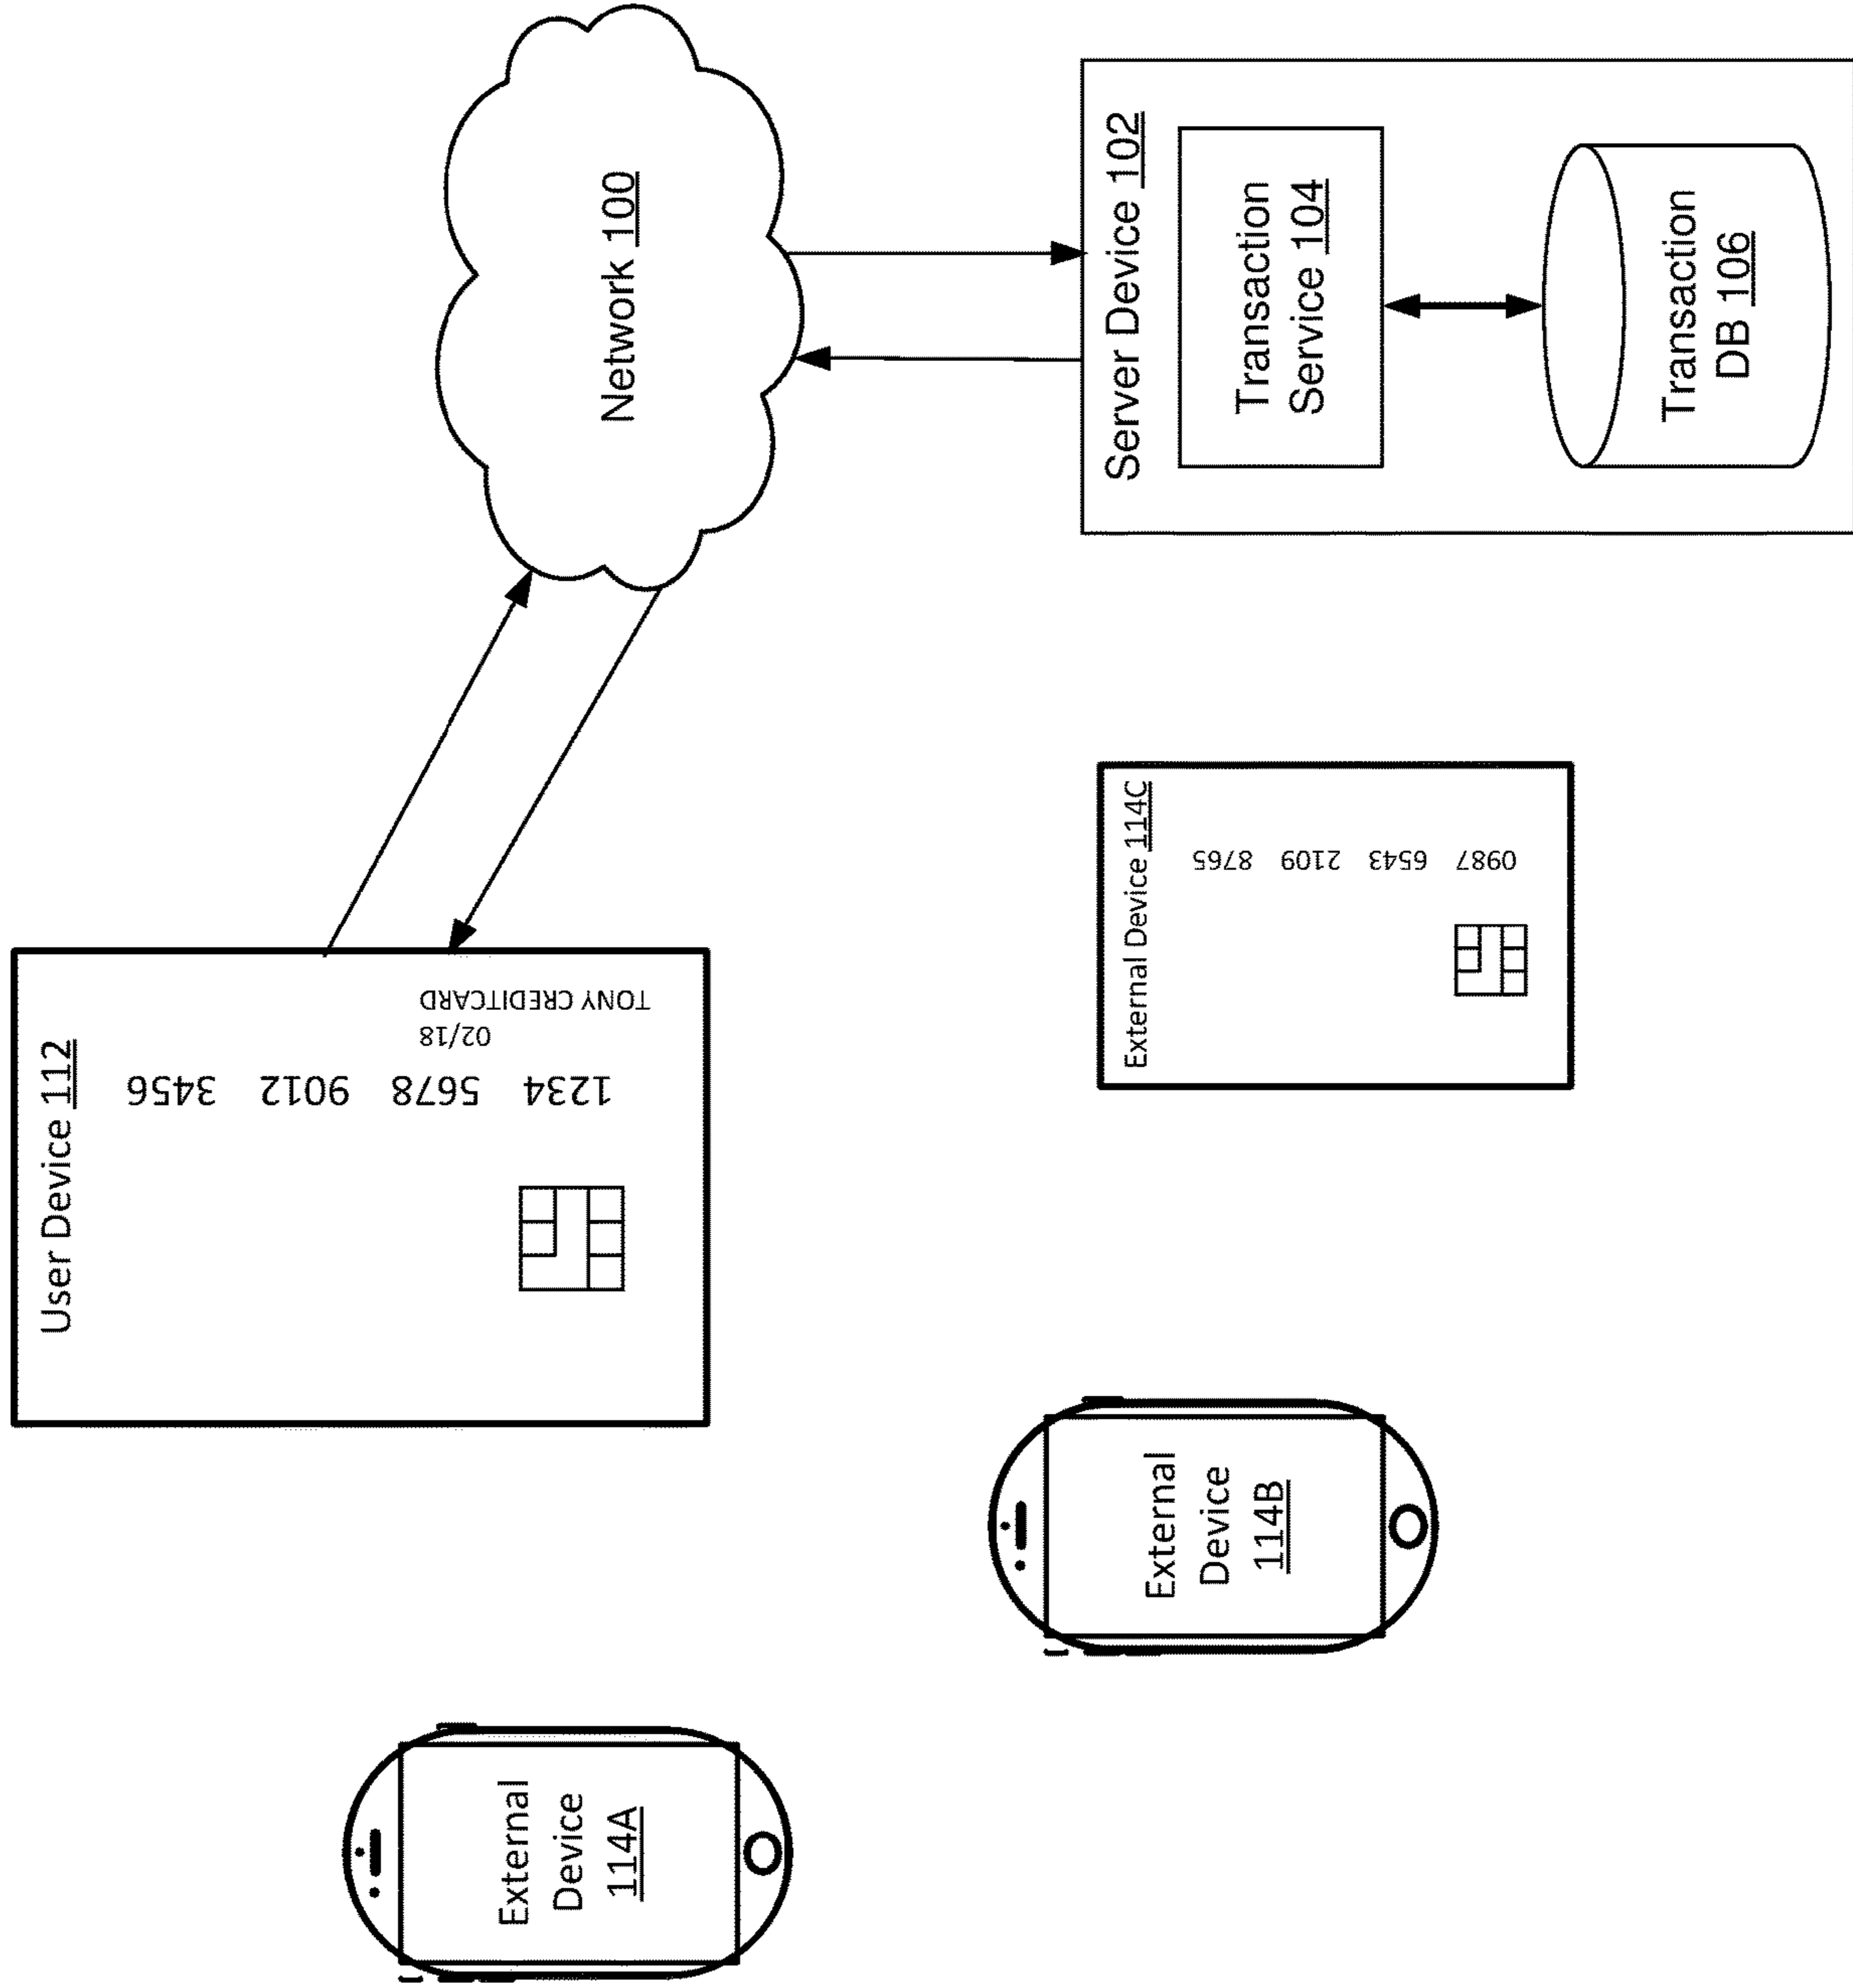 User Device 112
1234 5678 9012 3456
02/18
TONY CREDITCARD
Network 100
External Device
114A
External
Device
114B
External Device 114C
0987 6543 2109 8765
Server Device 102
Transaction
Service 104
Transaction
DB 106